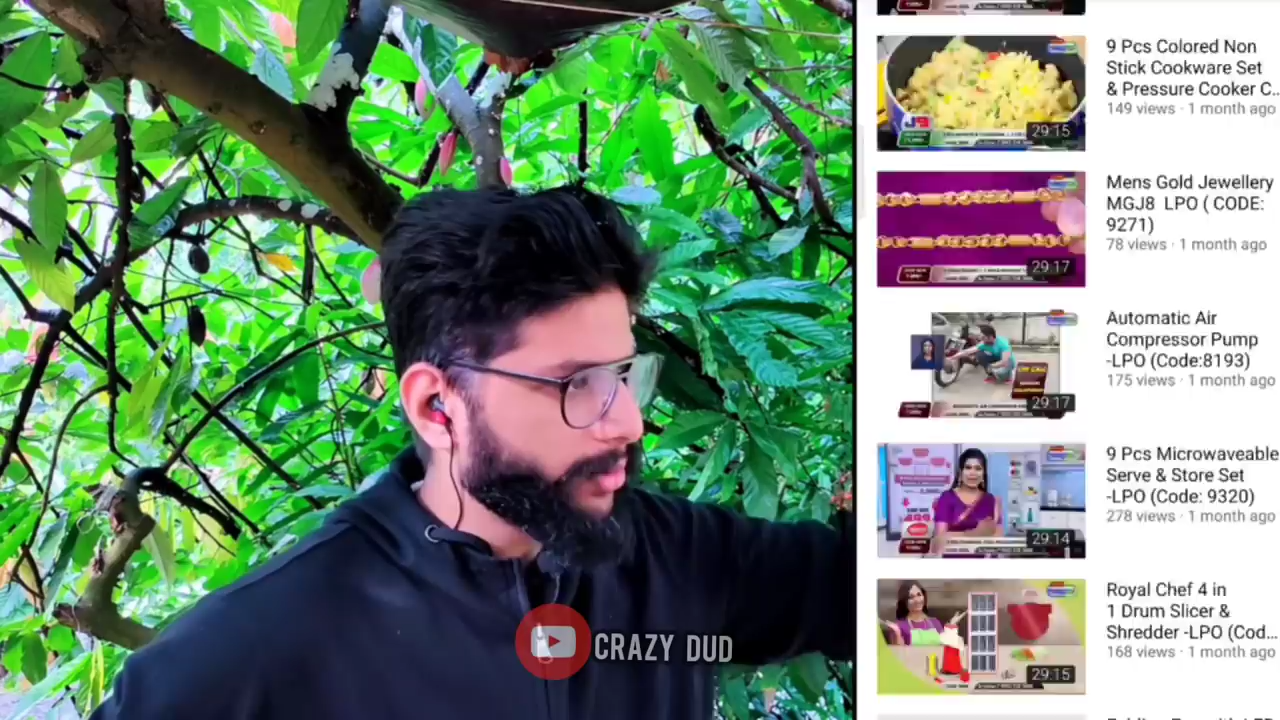 CRAZY DUD
9 Pcs Colored Non
Stick Cookware Set
& Pressure Cooker C...
149 views · 1 month ago
29:15
Mens Gold Jewellery
MGJ8 LPO ( CODE:
9271)
78 views · 1 month ago
29:17
Automatic Air
Compressor Pump
-LPO (Code:8193)
175 views · 1 month ago
29:17
9 Pcs Microwaveable
Serve & Store Set
-LPO (Code: 9320)
278 views · 1 month ago
29:14
Royal Chef 4 in
1 Drum Slicer &
Shredder -LPO (Cod...
168 views · 1 month ago
29:15